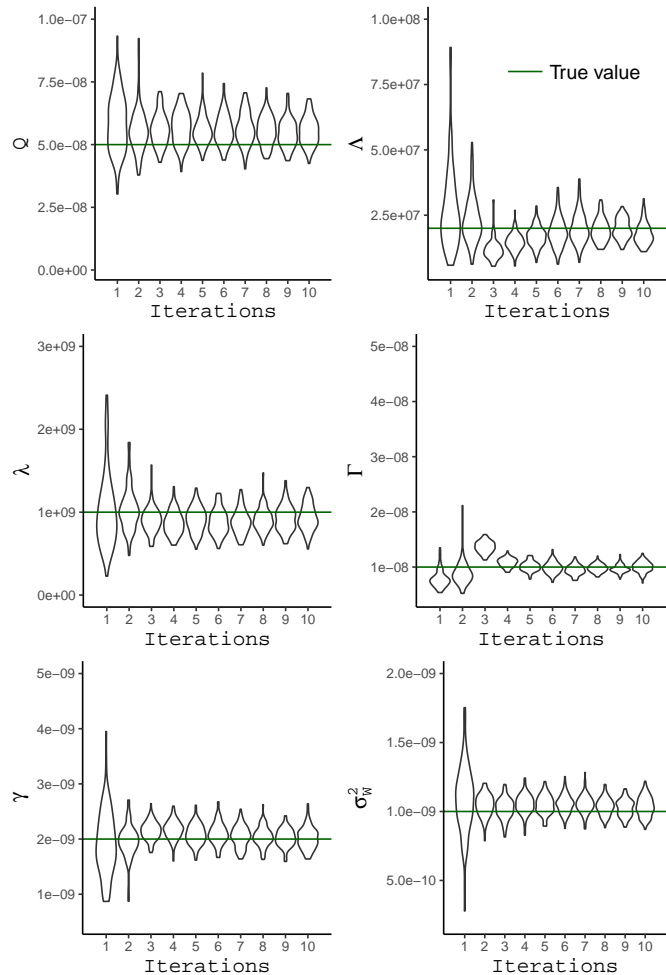 1.0e−07
7.5e−08
5.0e−08
2.5e−08
0.0e+00
Q
1 2 3 4 5 6 7 8 9 10
Iterations
1.0e+08
7.5e+07
5.0e+07
2.5e+07
Λ
True value
1 2 3 4 5 6 7 8 9 10
Iterations
3e+09
2e+09
1e+09
0e+00
λ
1 2 3 4 5 6 7 8 9 10
Iterations
5e−08
4e−08
3e−08
2e−08
1e−08
Γ
1 2 3 4 5 6 7 8 9 10
Iterations
5e−09
4e−09
3e−09
2e−09
1e−09
γ
1 2 3 4 5 6 7 8 9 10
Iterations
2.0e−09
1.5e−09
1.0e−09
5.0e−10
σ²w
1 2 3 4 5 6 7 8 9 10
Iterations